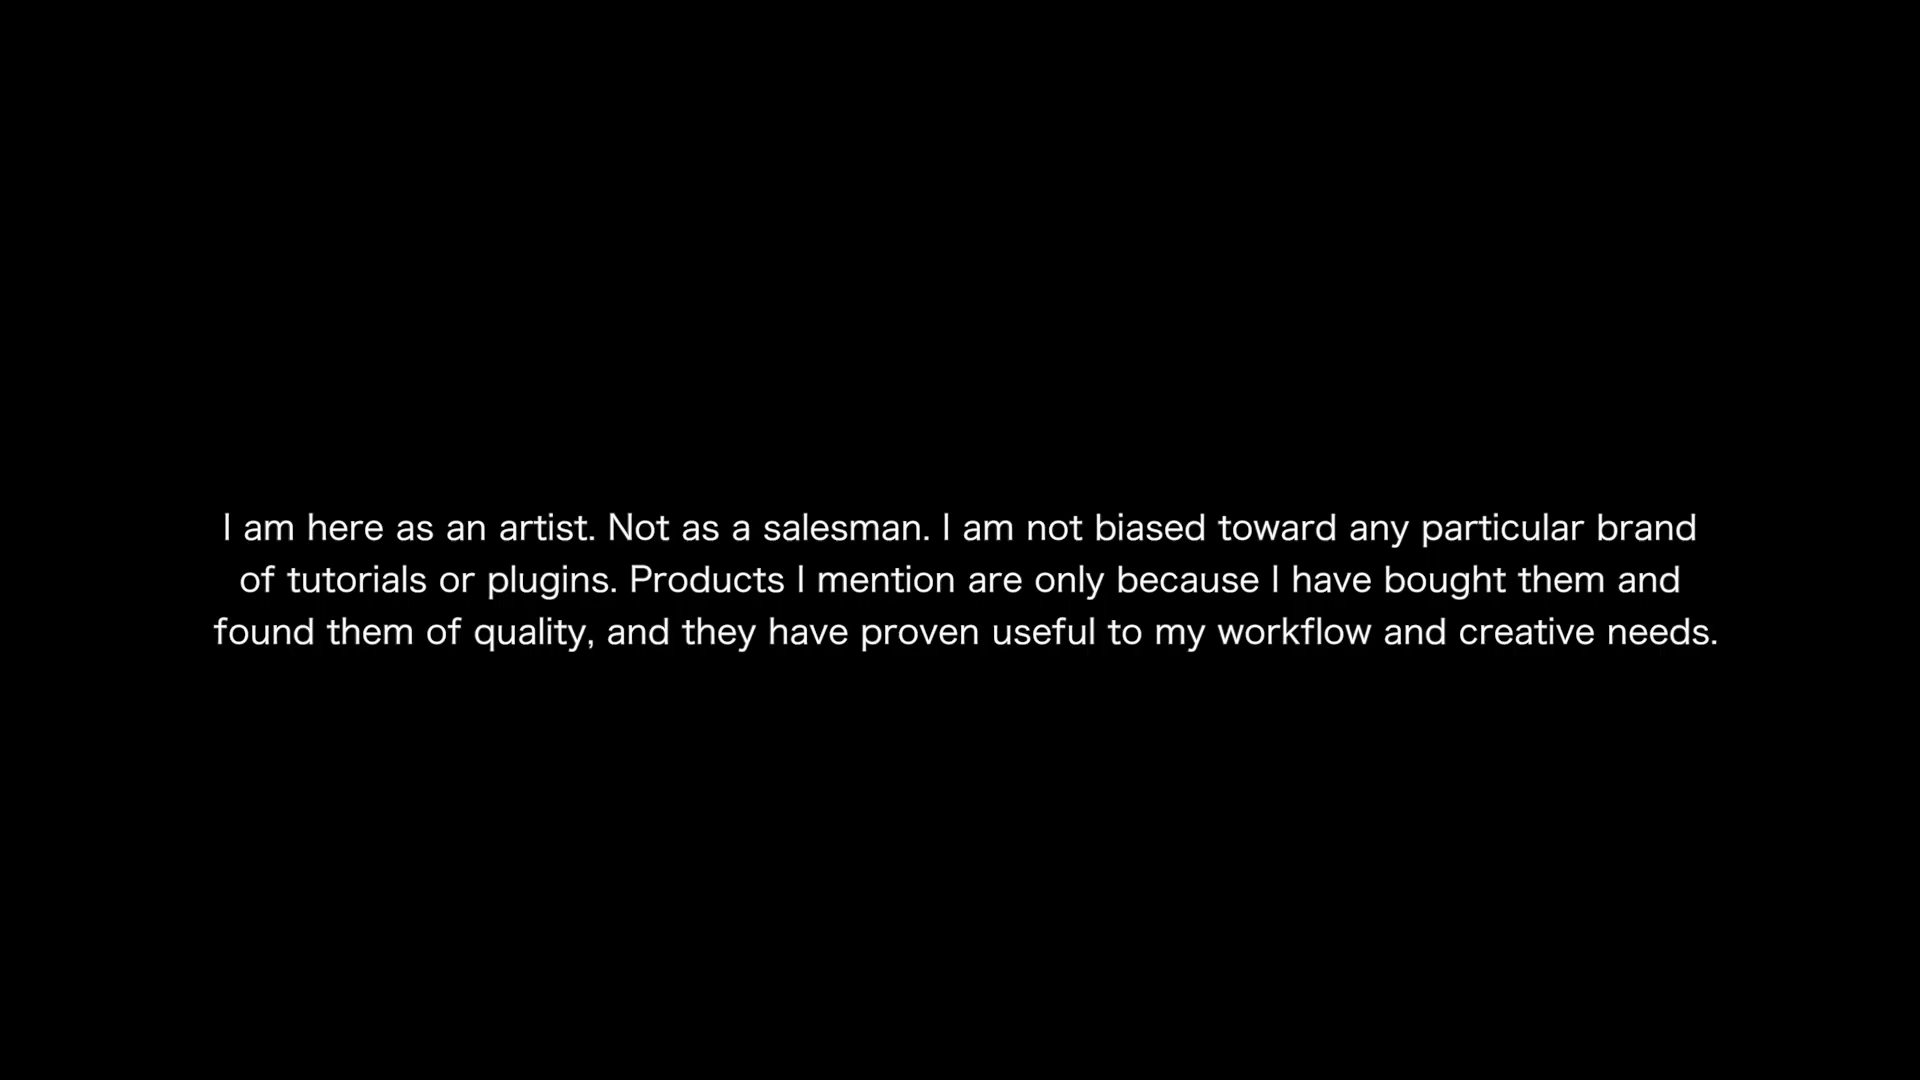 I am here as an artist. Not as a salesman. I am not biased toward any particular brand
of tutorials or plugins. Products I mention are only because I have bought them and
found them of quality, and they have proven useful to my workflow and creative needs.